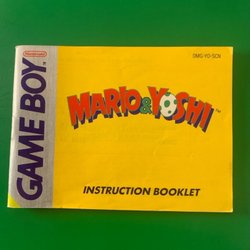 Nintendo
DMG-YO-SCN
GAME BOY
MARIO & YOSHI
INSTRUCTION BOOKLET